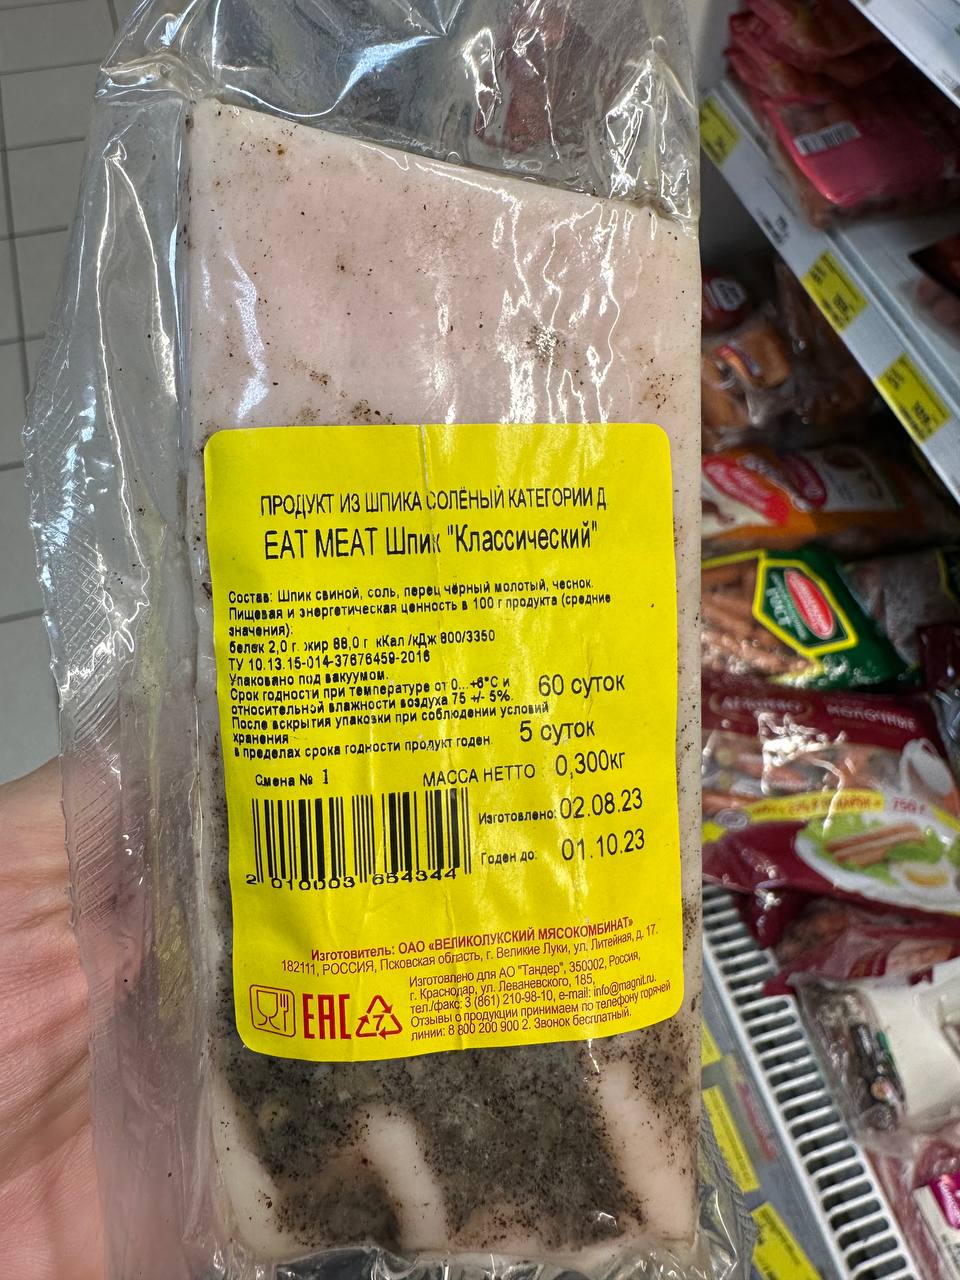 ПРОДУКТ ИЗ ШПИКА СОЛЁНЫЙ КАТЕГОРИИ Д
EAT MEAT Шпик "Классический"
Состав: Шпик свиной, соль, перец чёрный молотый, чеснок.
Пищевая и энергетическая ценность в 100 г продукта (средние
значения):
белек 2,0 г. жир 88,0 г кКал /кДж 800/3350
ТУ 10.13.15-014-37676459-2016
Упаковано под вакуумом.
Срок годности при температуре от 0...+6°С и
относительной влажности воздуха 75 +/- 5%. 60 суток
После вскрытия упаковки при соблюдении условий
хранения
в пределах срока годности продукт годен. 5 суток
Смена № 1 МАССА НЕТТО : 0,300кг
Изготовлено: 02.08.23
Годен до: 01.10.23
2 010003 654344
Изготовитель: ОАО «ВЕЛИКОЛУКСКИЙ МЯСОКОМБИНАТ»
182111, РОССИЯ, Псковская область, г. Великие Луки, ул. Литейная, д. 17.
Изготовлено для АО "Тандер", 350002, Россия,
г. Краснодар, ул. Леваневского, 185,
тел./факс: 3 (861) 210-98-10, e-mail: info@magnit.ru.
Отзывы о продукции принимаем по телефону горячей
линии: 8 800 200 900 2. Звонок бесплатный.
EAC 7
750 г